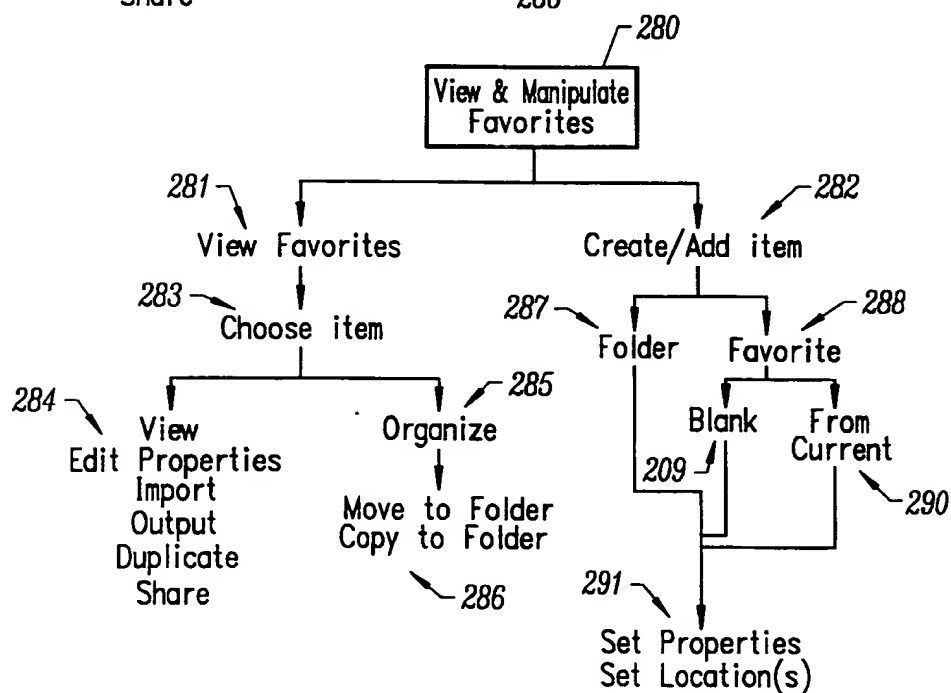 Share
280
View & Manipulate
Favorites
281
282
View Favorites
Create/Add item
283
287
288
Choose item
Folder
Favorite
284
285
View
Organize
Blank
From
Edit Properties
Current
209
290
Import
Move to Folder
Output
Copy to Folder
Duplicate
286
291
Share
Set Properties
Set Location(s)